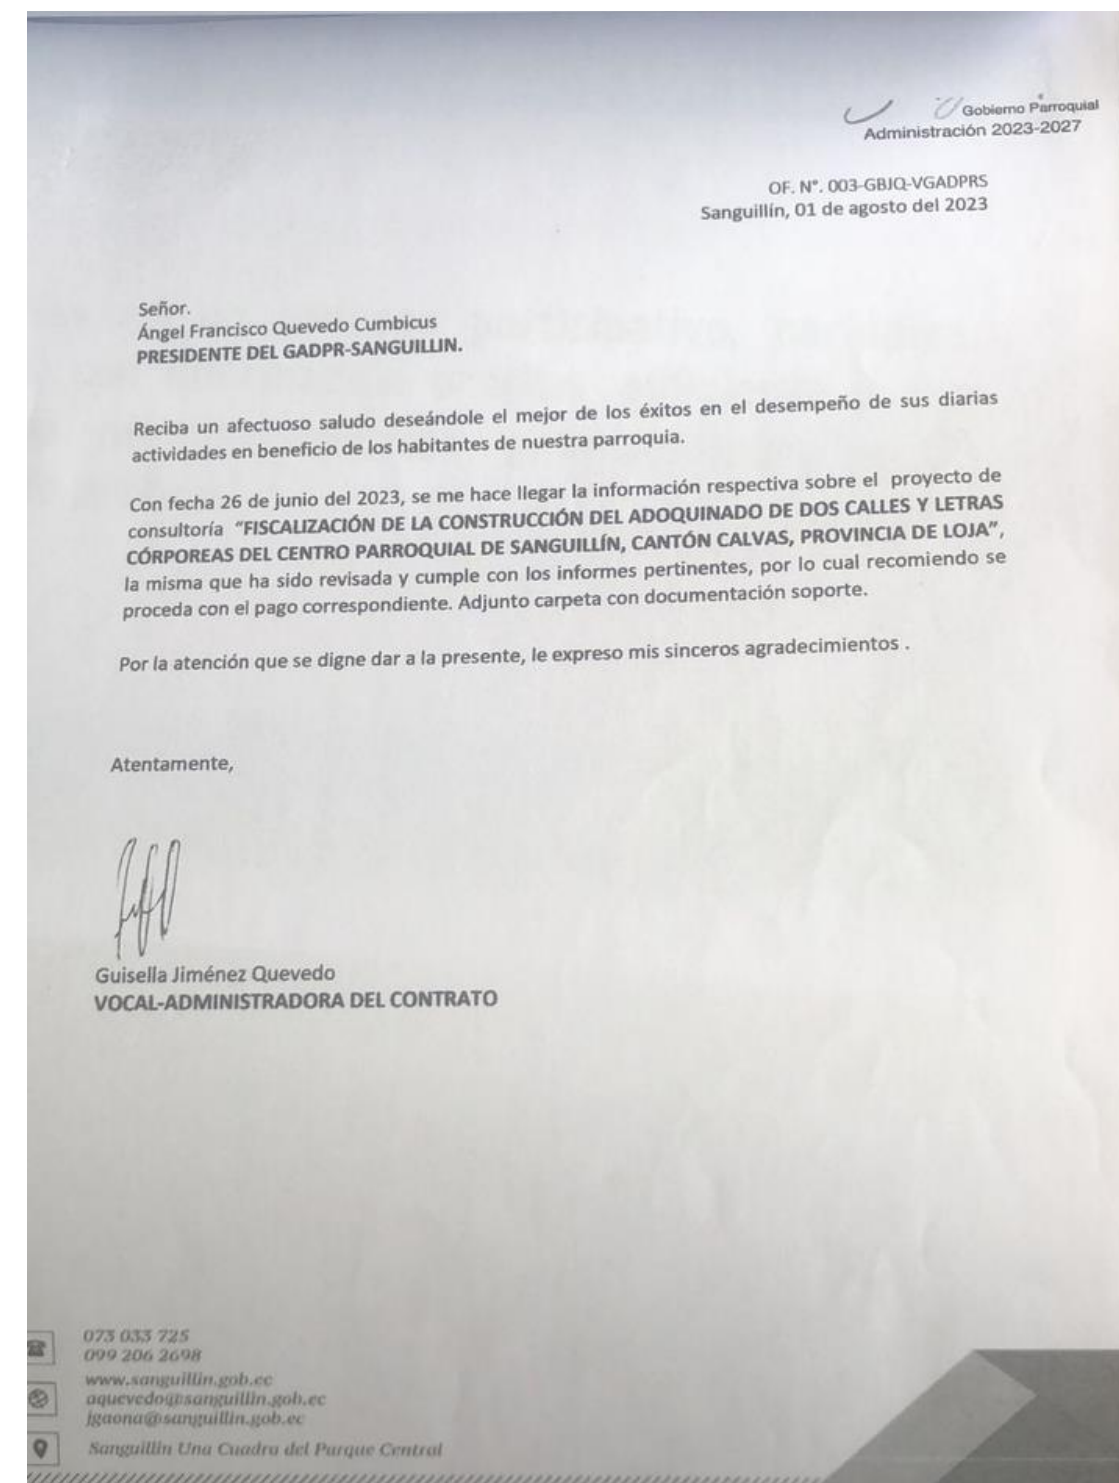 Gobierno Parroquial
Administración 2023-2027
OF. N°. 003-GBJQ-VGADPRS
Sanguillín, 01 de agosto del 2023
Señor.
Ángel Francisco Quevedo Cumbicus
PRESIDENTE DEL GADPR-SANGUILLIN.
Reciba un afectuoso saludo deseándole el mejor de los éxitos en el desempeño de sus diarias
actividades en beneficio de los habitantes de nuestra parroquia.
Con fecha 26 de junio del 2023, se me hace llegar la información respectiva sobre el proyecto de
consultoría "FISCALIZACIÓN DE LA CONSTRUCCIÓN DEL ADOQUINADO DE DOS CALLES Y LETRAS
CÓRPOREAS DEL CENTRO PARROQUIAL DE SANGUILLÍN, CANTÓN CALVAS, PROVINCIA DE LOJA",
la misma que ha sido revisada y cumple con los informes pertinentes, por lo cual recomiendo se
proceda con el pago correspondiente. Adjunto carpeta con documentación soporte.
Por la atención que se digne dar a la presente, le expreso mis sinceros agradecimientos .
Atentamente,
Guisella Jiménez Quevedo
VOCAL-ADMINISTRADORA DEL CONTRATO
073 033 725
099 206 2698
www.sanguillin.gob.ec
aquevedo@sanguillin.gob.ec
jgaona@sanguillin.gob.ec
Sanguillin Una Cuadra del Parque Central